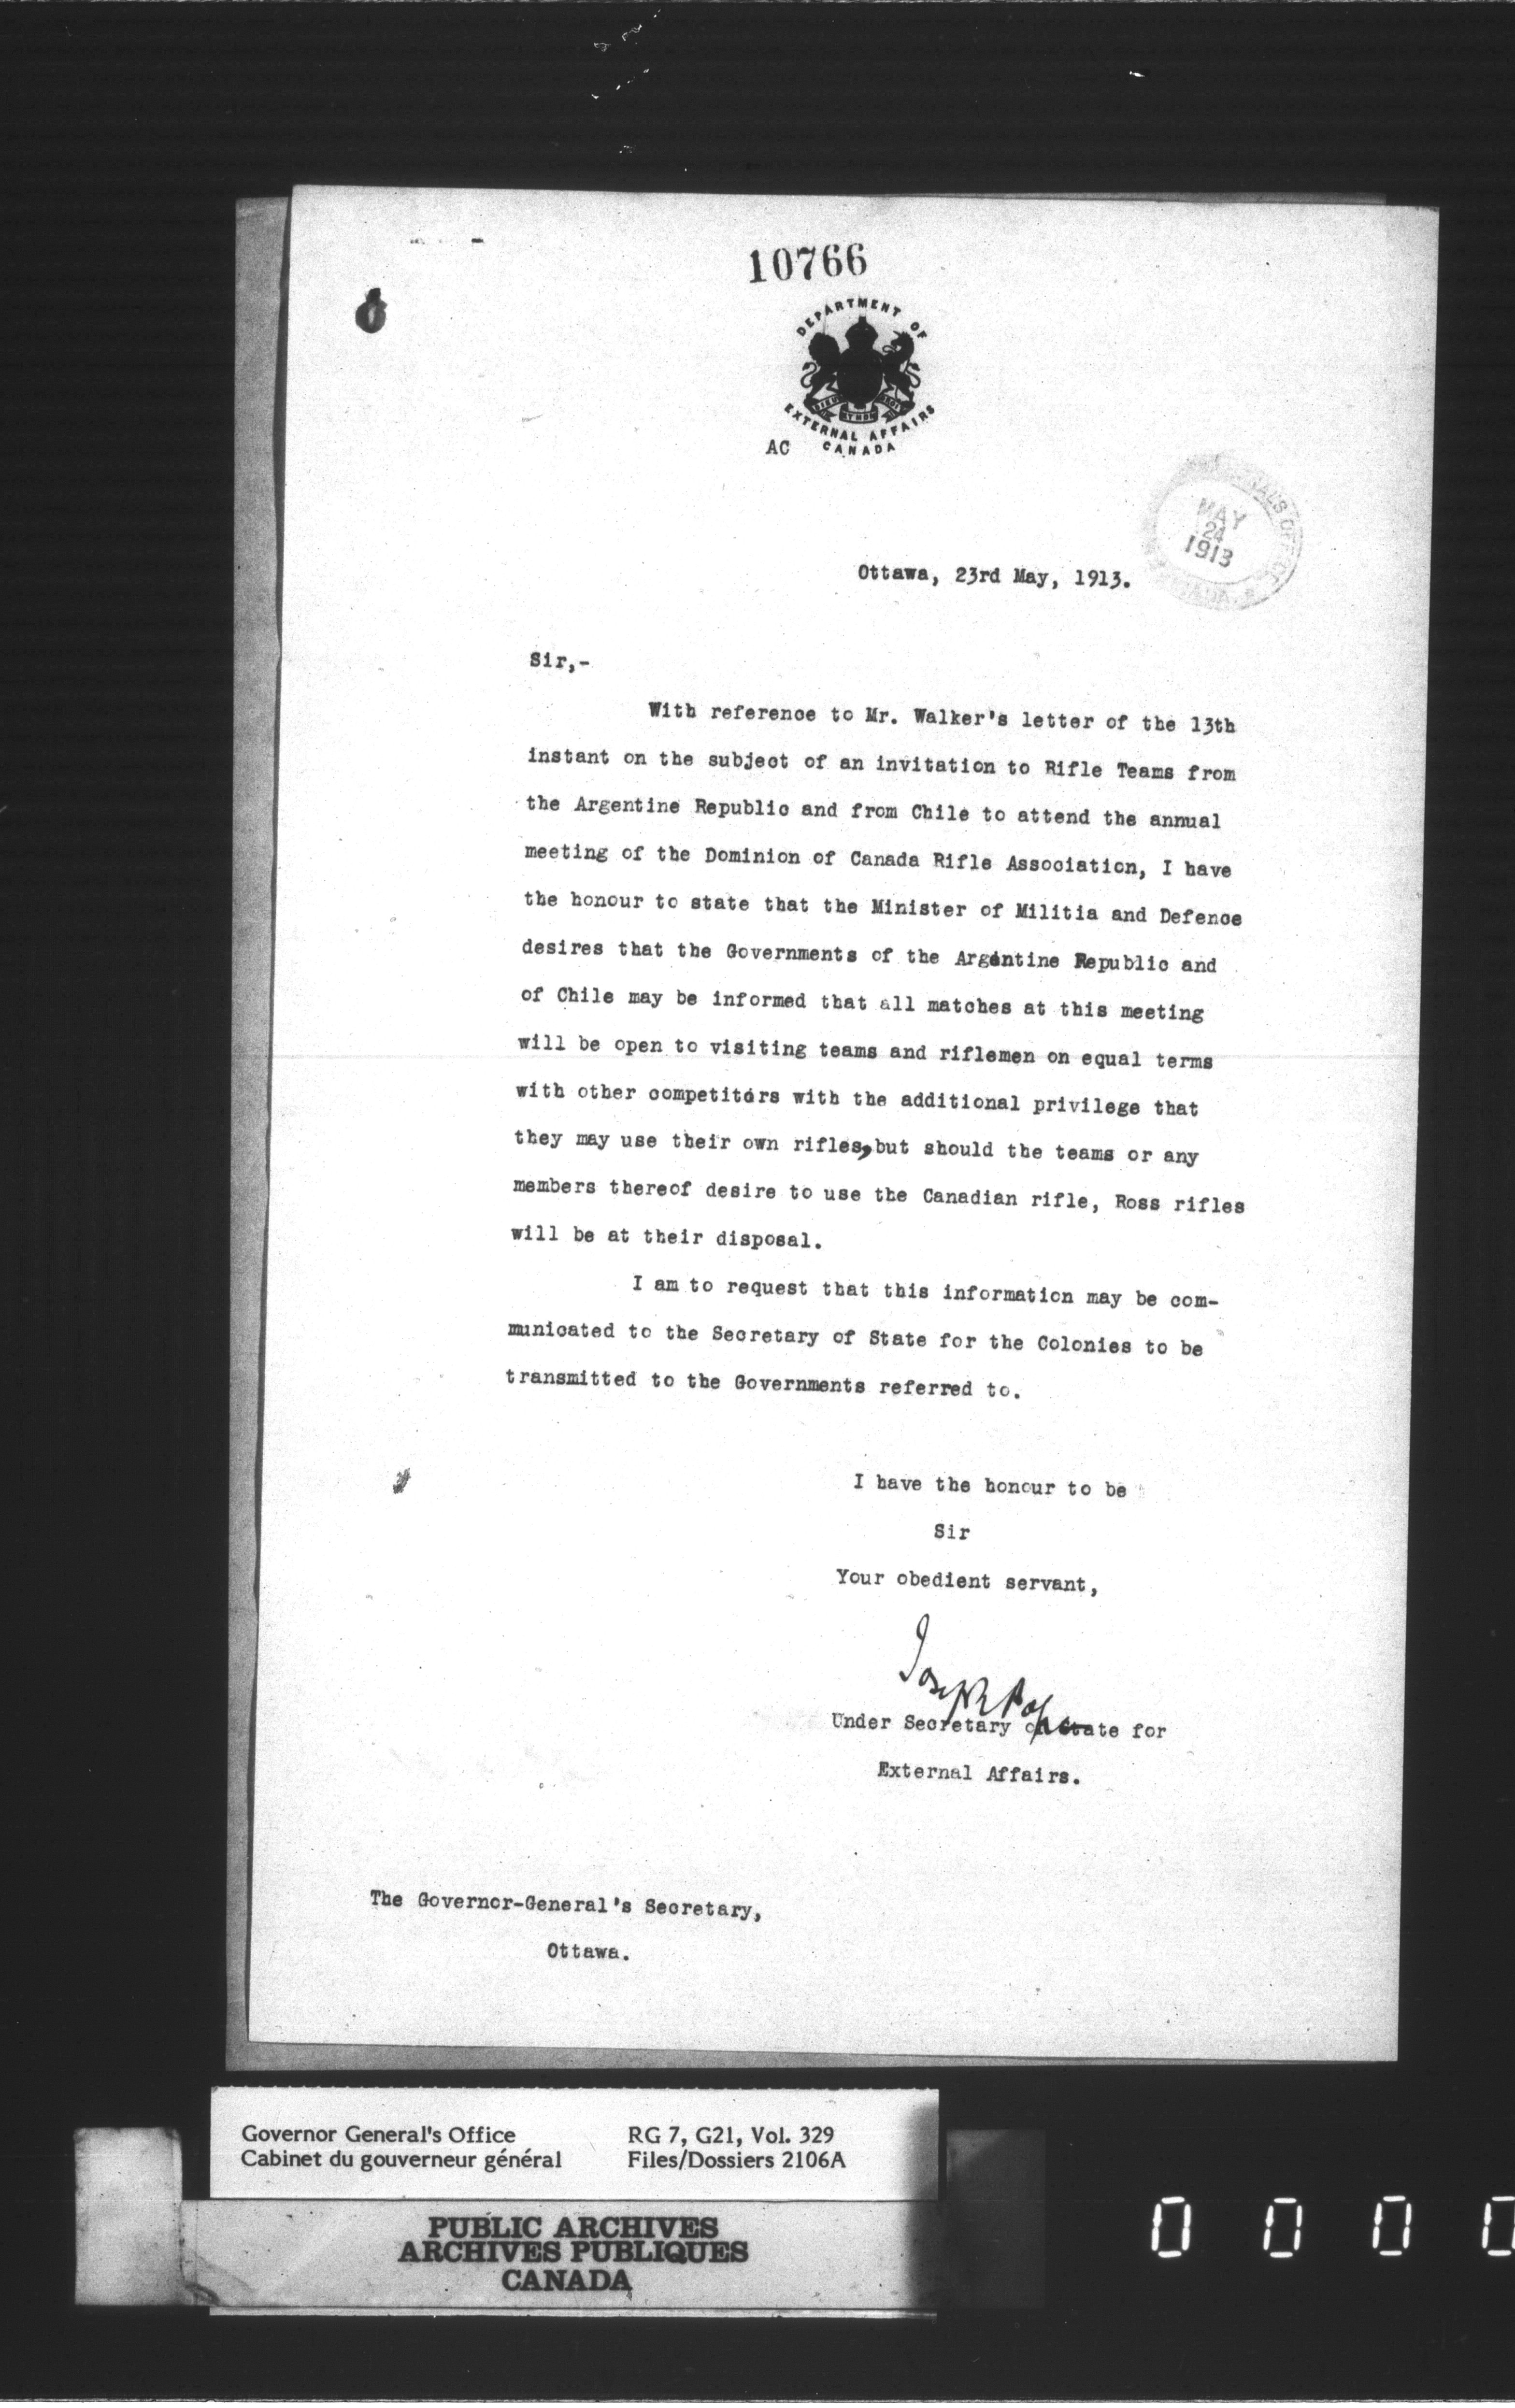 10766
DEPARTMENT OF
EXTERNAL AFFAIRS
CANADA
AC
MAY
24
1913
Ottawa, 23rd May, 1913.
Sir,-
With reference to Mr. Walker's letter of the 13th
instant on the subject of an invitation to Rifle Teams from
the Argentine Republic and from Chile to attend the annual
meeting of the Dominion of Canada Rifle Association, I have
the honour to state that the Minister of Militia and Defence
desires that the Governments of the Argentine Republic and
of Chile may be informed that all matches at this meeting
will be open to visiting teams and riflemen on equal terms
with other competitors with the additional privilege that
they may use their own rifles, but should the teams or any
members thereof desire to use the Canadian rifle, Ross rifles
will be at their disposal.
I am to request that this information may be com-
municated to the Secretary of State for the Colonies to be
transmitted to the Governments referred to.
I have the honour to be
Sir
Your obedient servant,
Joseph Pope
Under Secretary of State for
External Affairs.
The Governor-General's Secretary,
Ottawa.
Governor General's Office RG 7, G21, Vol. 329
Cabinet du gouverneur général Files/Dossiers 2106A
PUBLIC ARCHIVES
ARCHIVES PUBLIQUES
CANADA
0 0 0 0